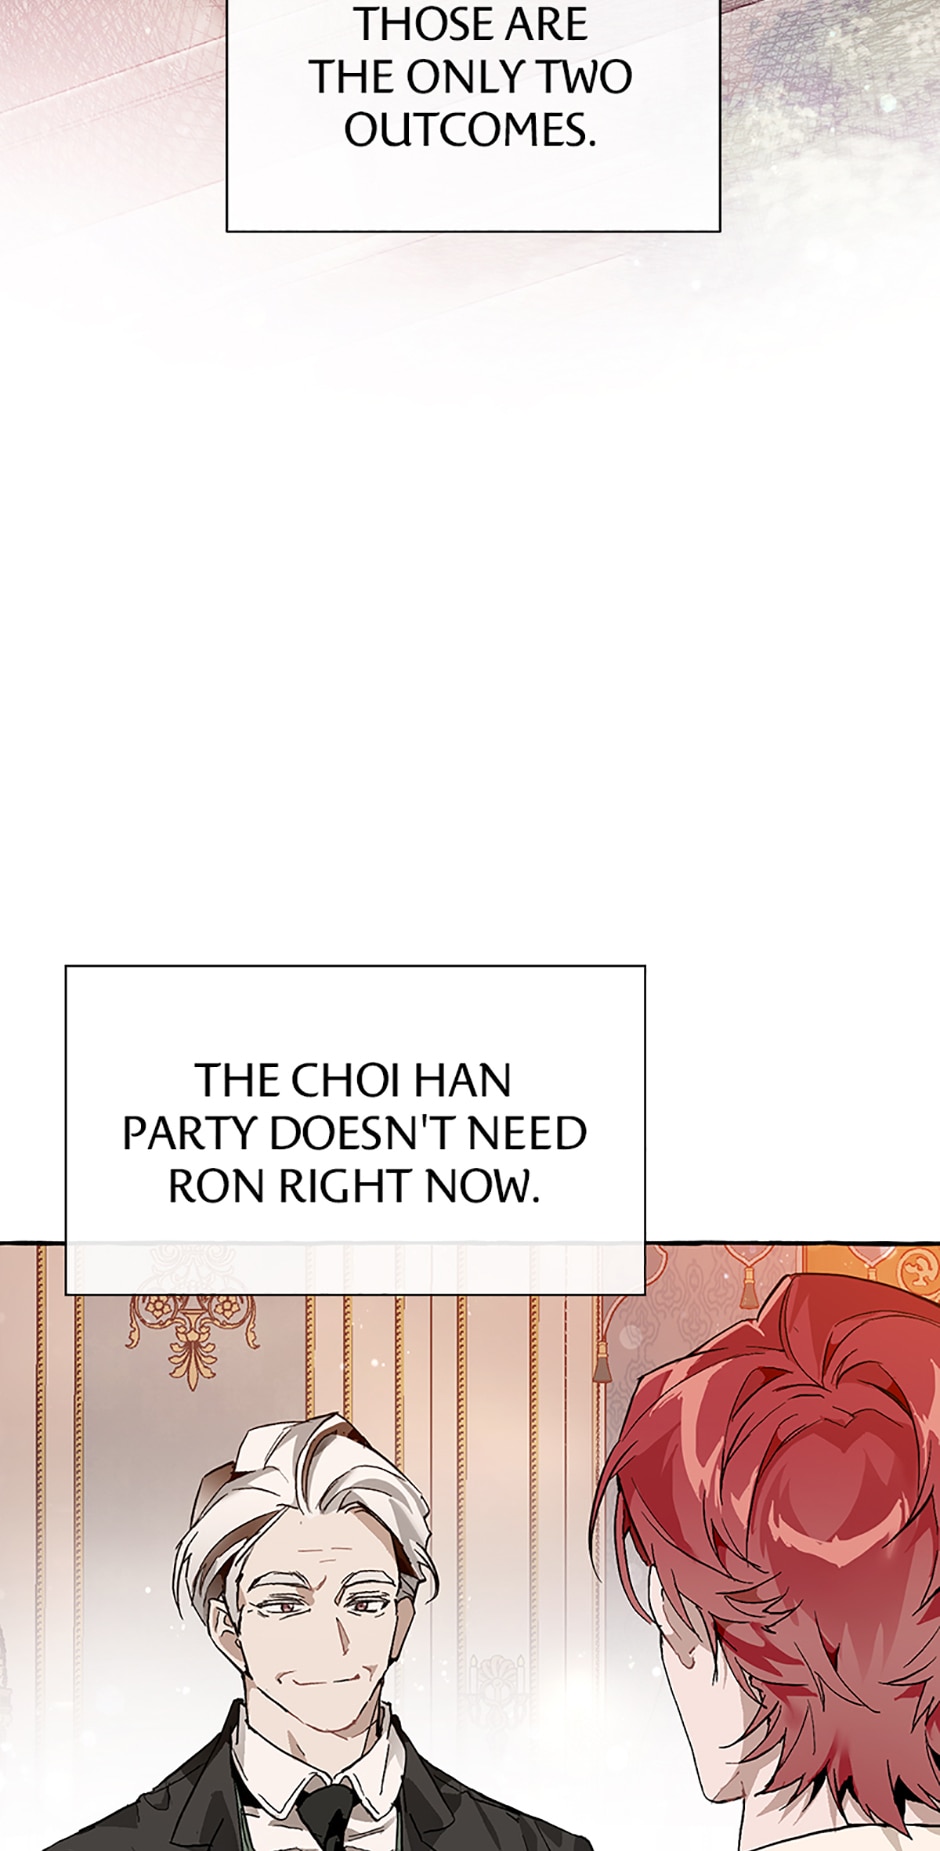 THOSE ARE
THE ONLY TWO
OUTCOMES.
THE CHOI HAN
PARTY DOESN'T NEED
RON RIGHT NOW.